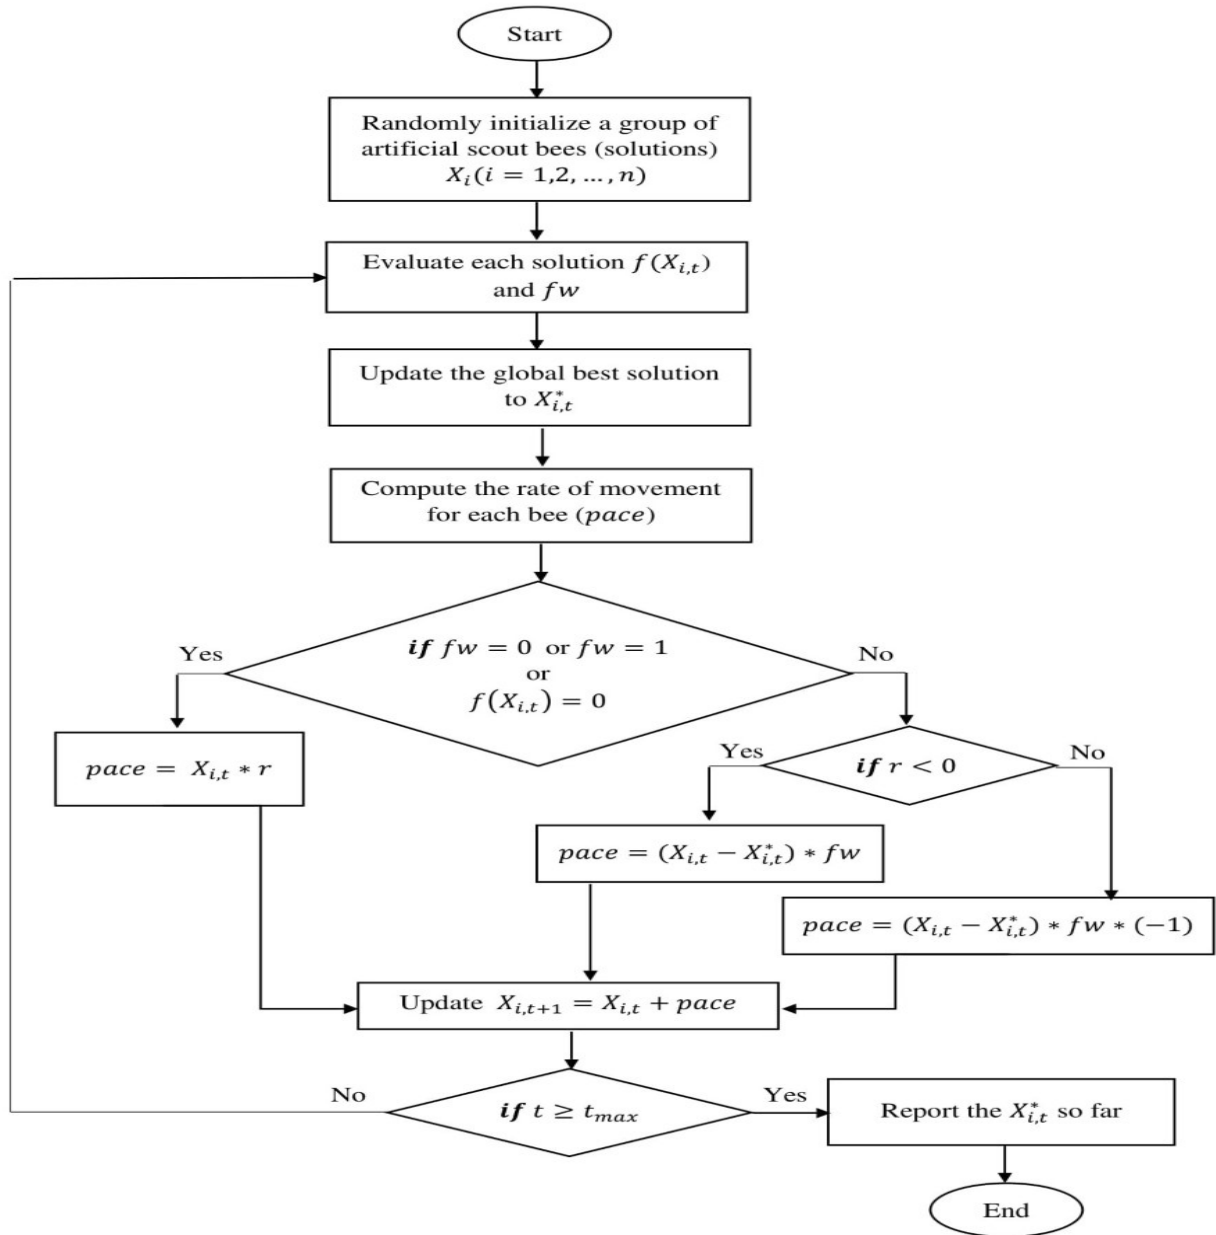 Start
Randomly initialize a group of
artificial scout bees (solutions)
X_i(i = 1,2, …, n)
Evaluate each solution f(X_{i,t})
and fw
Update the global best solution
to X^*_{i,t}
Compute the rate of movement
for each bee (pace)
Yes
if fw = 0 or fw = 1
or
f(X_{i,t}) = 0
No
pace = X_{i,t} * r
Yes
if r < 0
No
pace = (X_{i,t} − X^*_{i,t}) * fw
pace = (X_{i,t} − X^*_{i,t}) * fw * (−1)
Update X_{i,t+1} = X_{i,t} + pace
No
if t ≥ t_{max}
Yes
Report the X^*_{i,t} so far
End